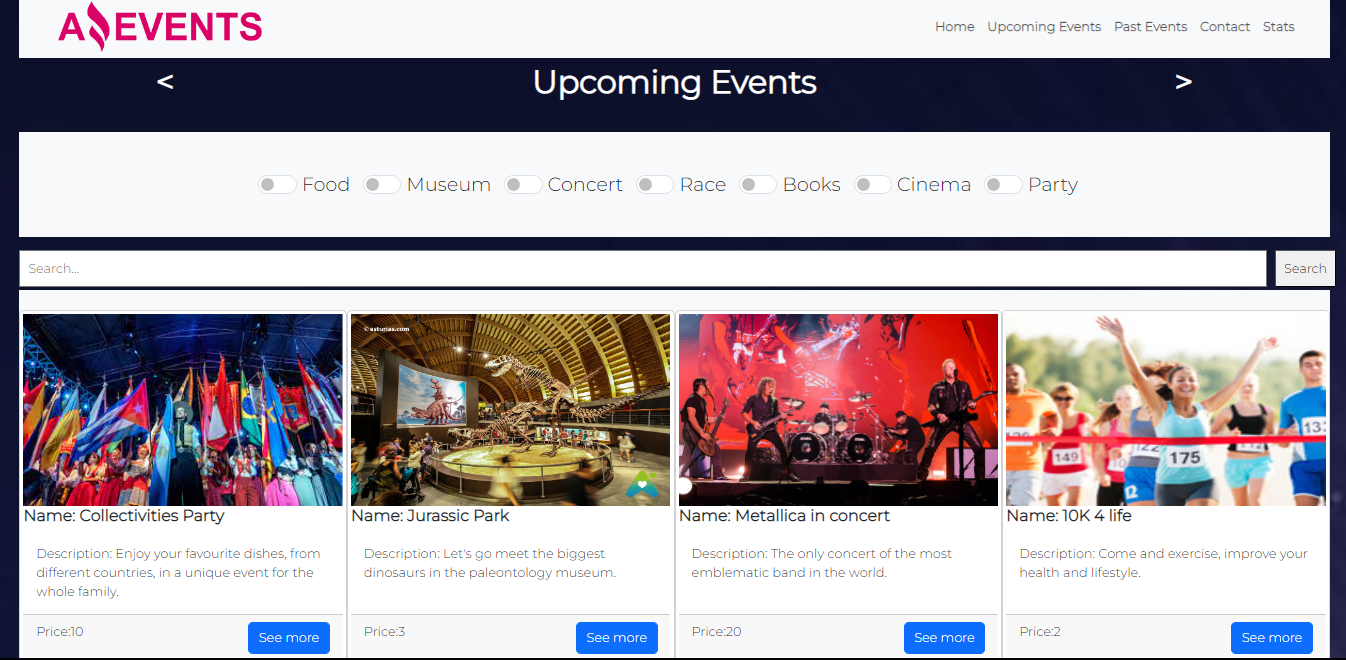 A EVENTS
Home Upcoming Events Past Events Contact Stats
< Upcoming Events >
Food Museum Concert Race Books Cinema Party
Search...
Search
© asturias.com
149
175
133
Name: Collectivities Party
Description: Enjoy your favourite dishes, from
different countries, in a unique event for the
whole family.
Price:10
See more
Name: Jurassic Park
Description: Let's go meet the biggest
dinosaurs in the paleontology museum.
Price:3
See more
Name: Metallica in concert
Description: The only concert of the most
emblematic band in the world.
Price:20
See more
Name: 10K 4 life
Description: Come and exercise, improve your
health and lifestyle.
Price:2
See more